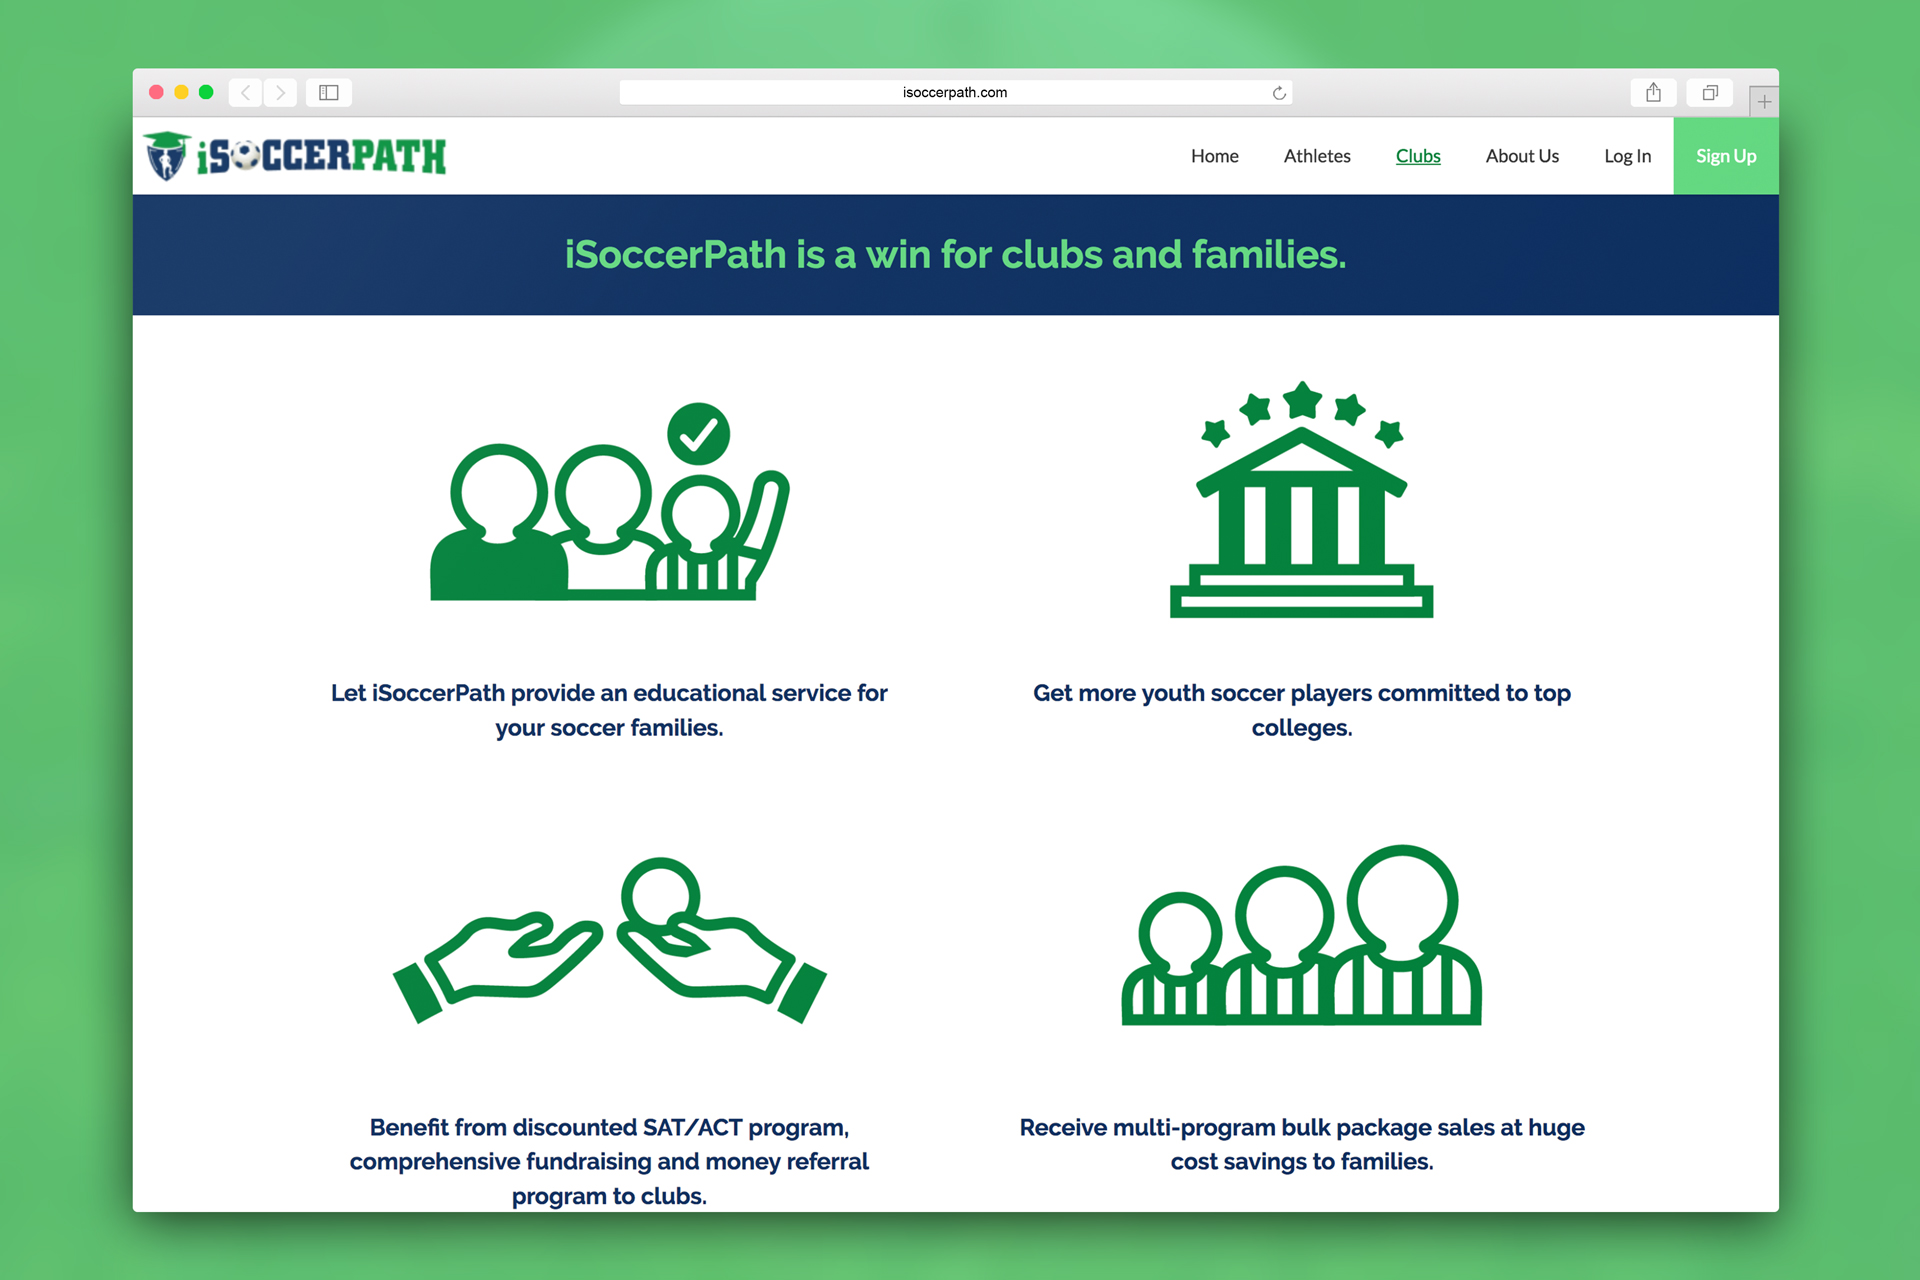 isoccerpath.com
iSOCCERPATH
Home Athletes Clubs About Us Log In Sign Up
iSoccerPath is a win for clubs and families.
Let iSoccerPath provide an educational service for
your soccer families.
Get more youth soccer players committed to top
colleges.
Benefit from discounted SAT/ACT program,
comprehensive fundraising and money referral
program to clubs.
Receive multi-program bulk package sales at huge
cost savings to families.